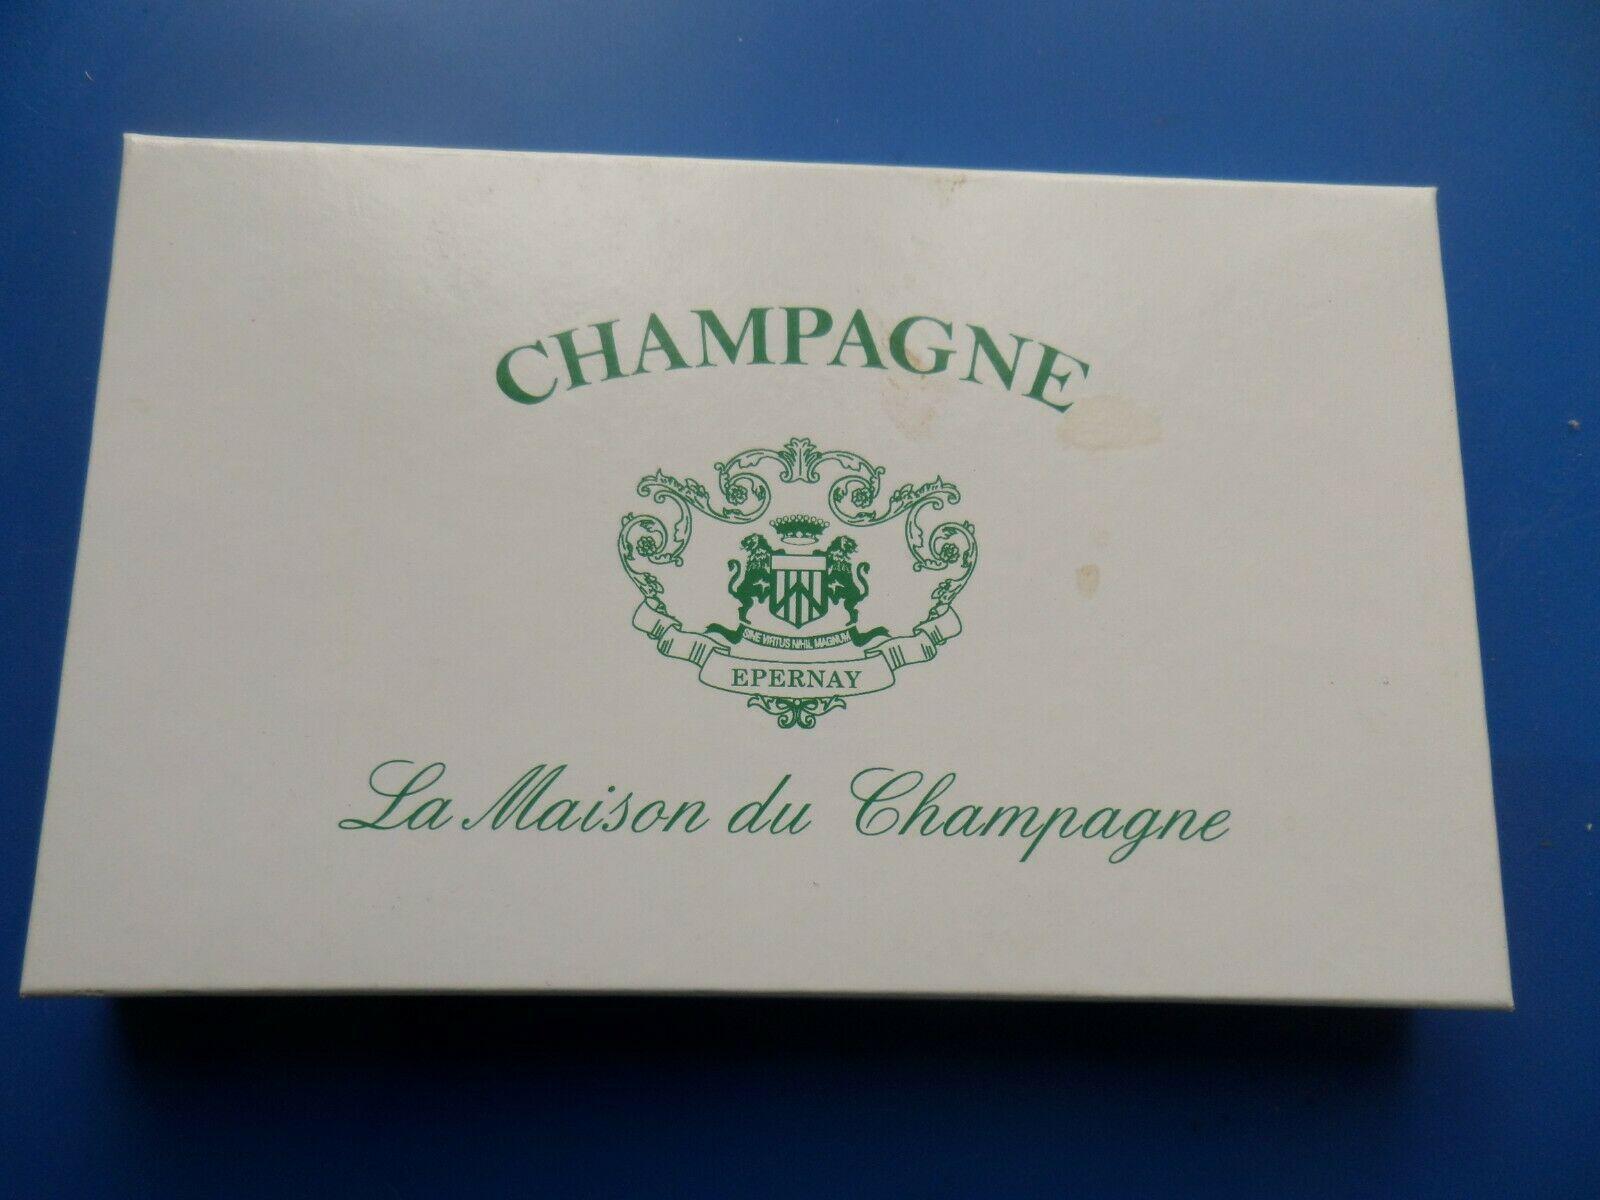 CHAMPAGNE
SINE VIRTUS NIHIL MAGNUM
EPERNAY
La Maison du Champagne